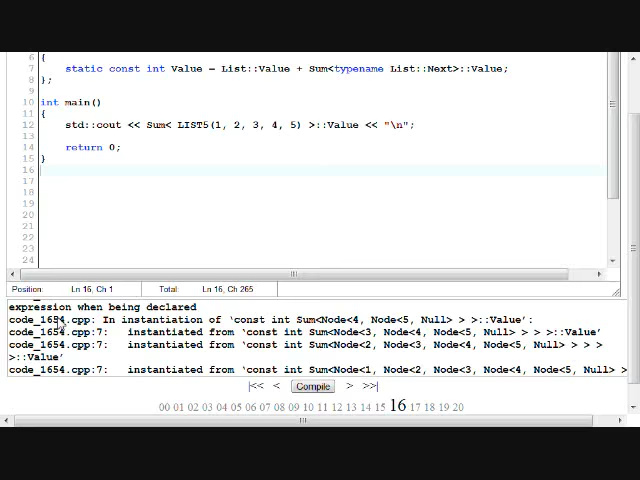 6 {
7 static const int Value = List::Value + Sum<typename List::Next>::Value;
8 };
9
10 int main()
11 {
12 std::cout << Sum< LIST5(1, 2, 3, 4, 5) >::Value << "\n";
13
14 return 0;
15 }
16
17
18
19
20
21
22
23
24
Position: Ln 16, Ch 1 Total: Ln 16, Ch 265
expression when being declared
code_1654.cpp: In instantiation of ‘const int Sum<Node<4, Node<5, Null> > >::Value’:
code_1654.cpp:7: instantiated from ‘const int Sum<Node<3, Node<4, Node<5, Null> > > >::Value’
code_1654.cpp:7: instantiated from ‘const int Sum<Node<2, Node<3, Node<4, Node<5, Null> > > >
>::Value’
code_1654.cpp:7: instantiated from ‘const int Sum<Node<1, Node<2, Node<3, Node<4, Node<5, Null> >
|<< < Compile > >>|
00 01 02 03 04 05 06 07 08 09 10 11 12 13 14 15 16 17 18 19 20